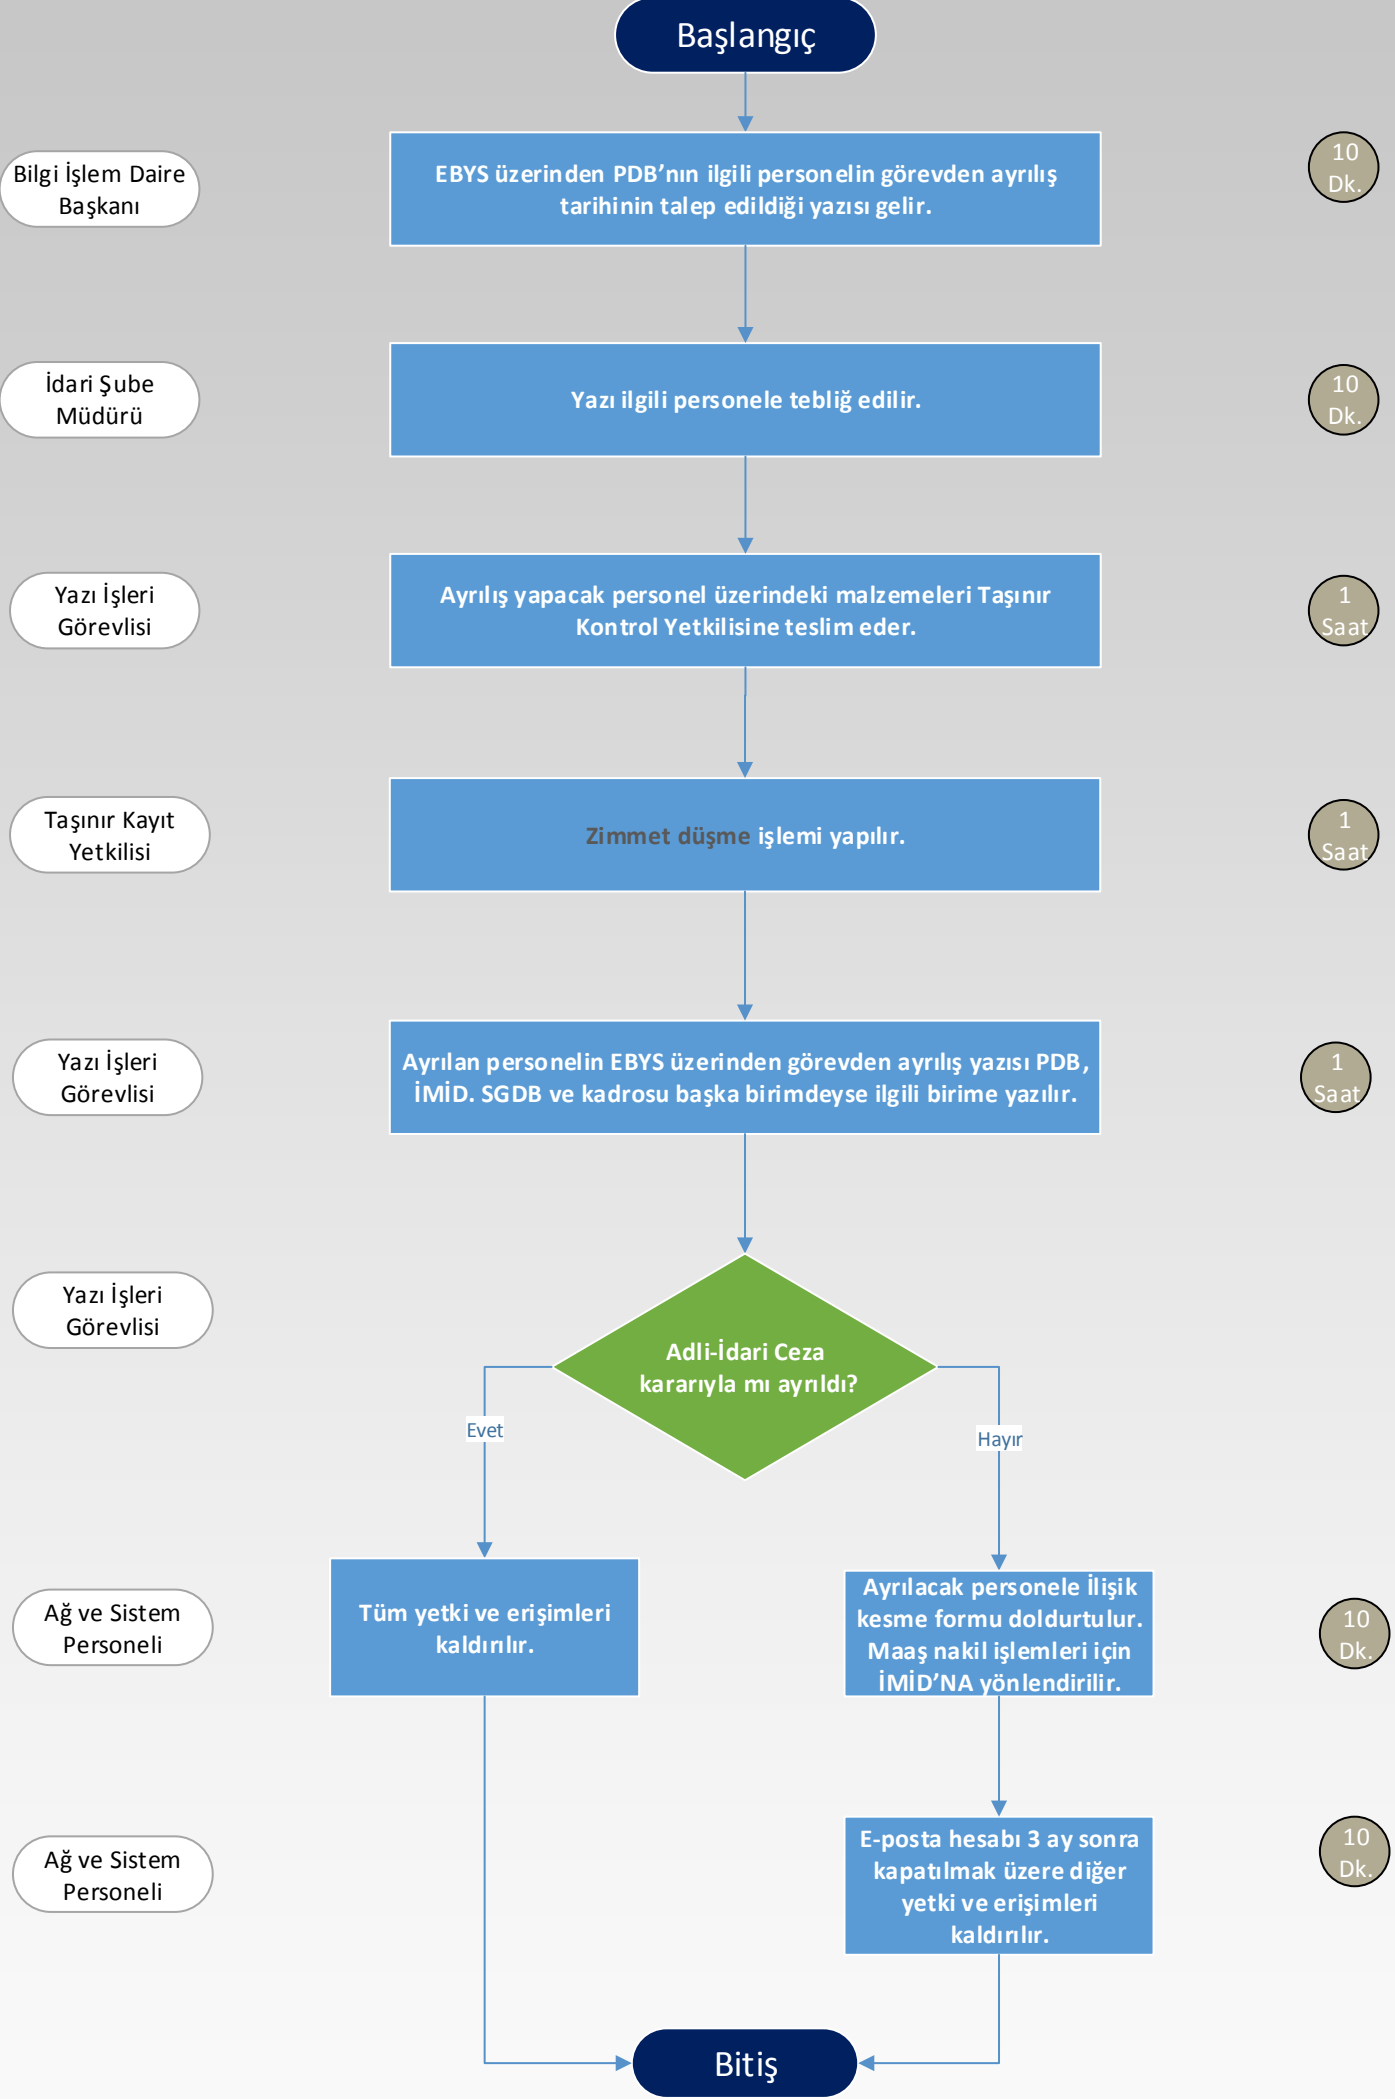 Başlangıç
Bilgi İşlem Daire
Başkanı
EBYS üzerinden PDB’nın ilgili personelin görevden ayrılış
tarihinin talep edildiği yazısı gelir.
10
Dk.
İdari Şube
Müdürü
Yazı ilgili personele tebliğ edilir.
10
Dk.
Yazı İşleri
Görevlisi
Ayrılış yapacak personel üzerindeki malzemeleri Taşınır
Kontrol Yetkilisine teslim eder.
1
Saat
Taşınır Kayıt
Yetkilisi
Zimmet düşme işlemi yapılır.
1
Saat
Yazı İşleri
Görevlisi
Ayrılan personelin EBYS üzerinden görevden ayrılış yazısı PDB,
İMİD. SGDB ve kadrosu başka birimdeyse ilgili birime yazılır.
1
Saat
Yazı İşleri
Görevlisi
Adli-İdari Ceza
kararıyla mı ayrıldı?
Evet
Hayır
Ağ ve Sistem
Personeli
Tüm yetki ve erişimleri
kaldırılır.
Ayrılacak personele İlişik
kesme formu doldurtulur.
Maaş nakil işlemleri için
İMİD’NA yönlendirilir.
10
Dk.
Ağ ve Sistem
Personeli
E-posta hesabı 3 ay sonra
kapatılmak üzere diğer
yetki ve erişimleri
kaldırılır.
10
Dk.
Bitiş